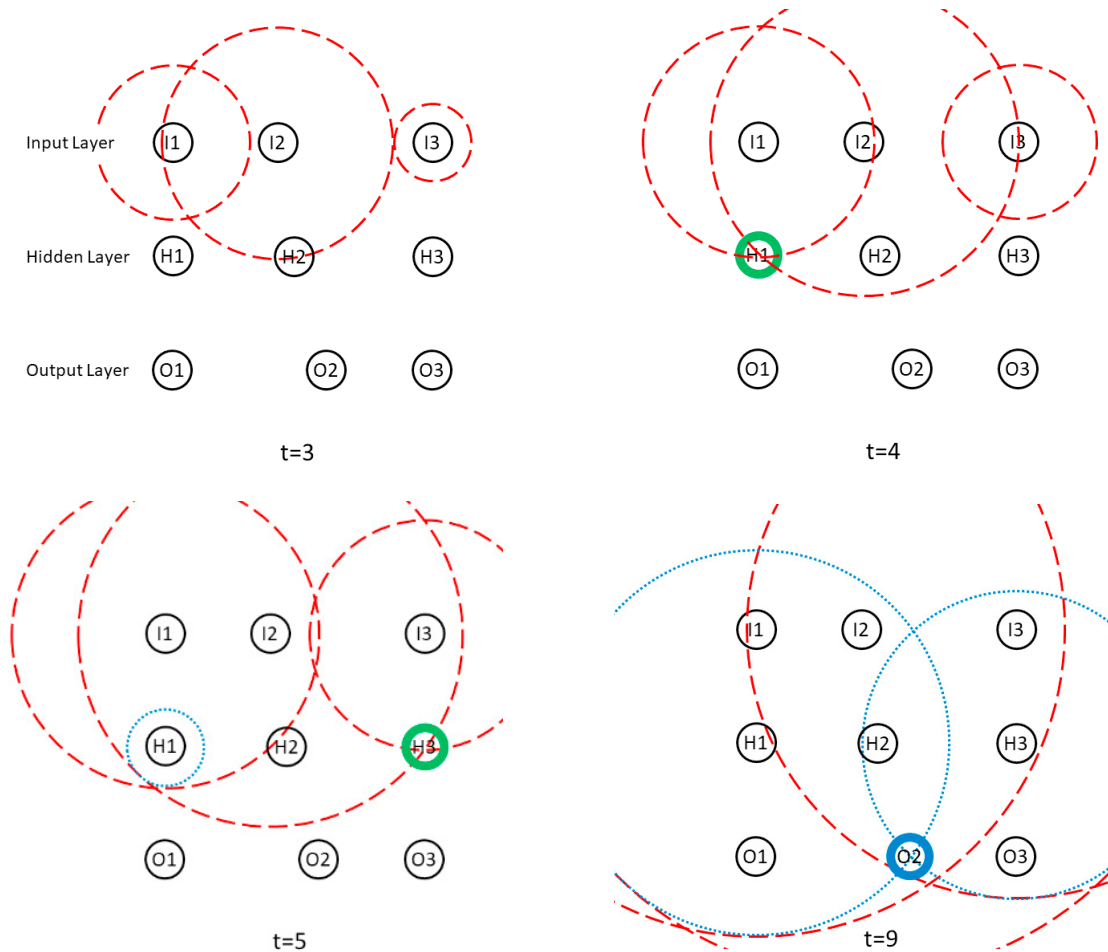 Input Layer I1 I2 I3
Hidden Layer H1 H2 H3
Output Layer O1 O2 O3
t=3
I1 I2 I3
H1 H2 H3
O1 O2 O3
t=4
I1 I2 I3
H1 H2 H3
O1 O2 O3
t=5
I1 I2 I3
H1 H2 H3
O1 O2 O3
t=9